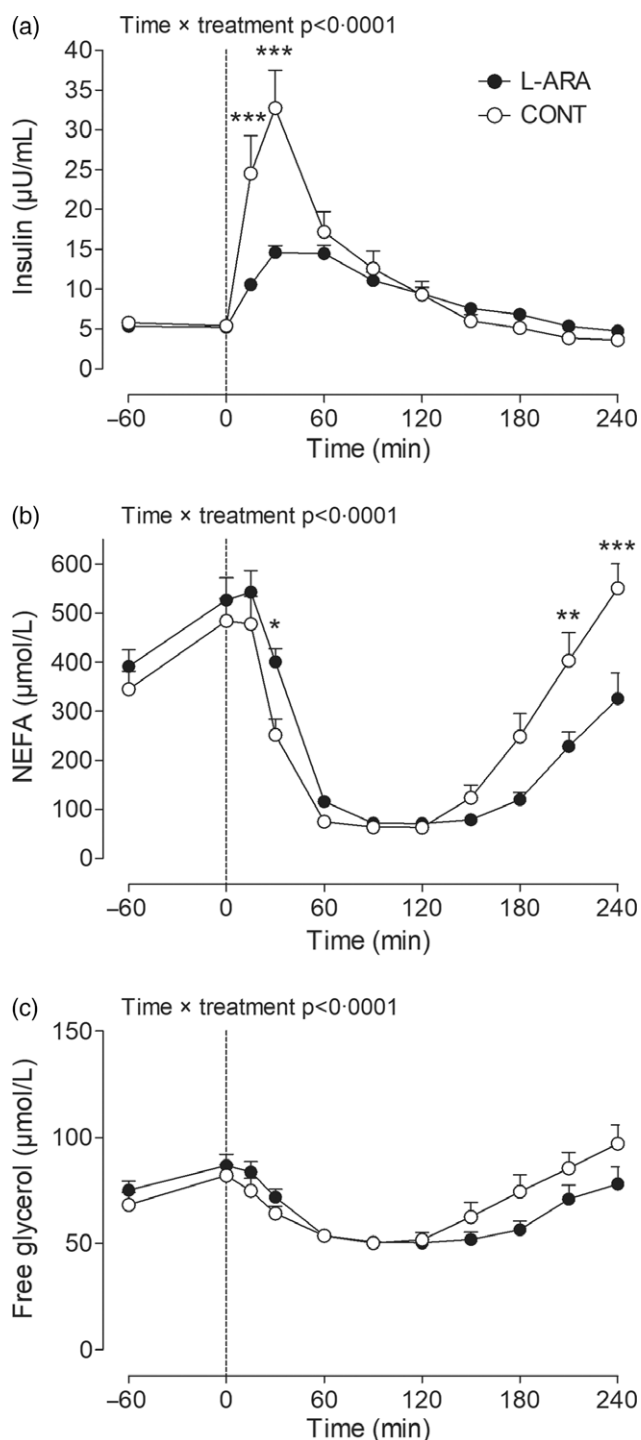 (a) Time × treatment p<0·0001
***
***
L-ARA
CONT
40
35
30
25
20
15
10
5
0
Insulin (μU/mL)
–60 0 60 120 180 240
Time (min)
(b) Time × treatment p<0·0001
***
**
*
600
500
400
300
200
100
0
NEFA (μmol/L)
–60 0 60 120 180 240
Time (min)
(c) Time × treatment p<0·0001
150
100
50
0
Free glycerol (μmol/L)
–60 0 60 120 180 240
Time (min)